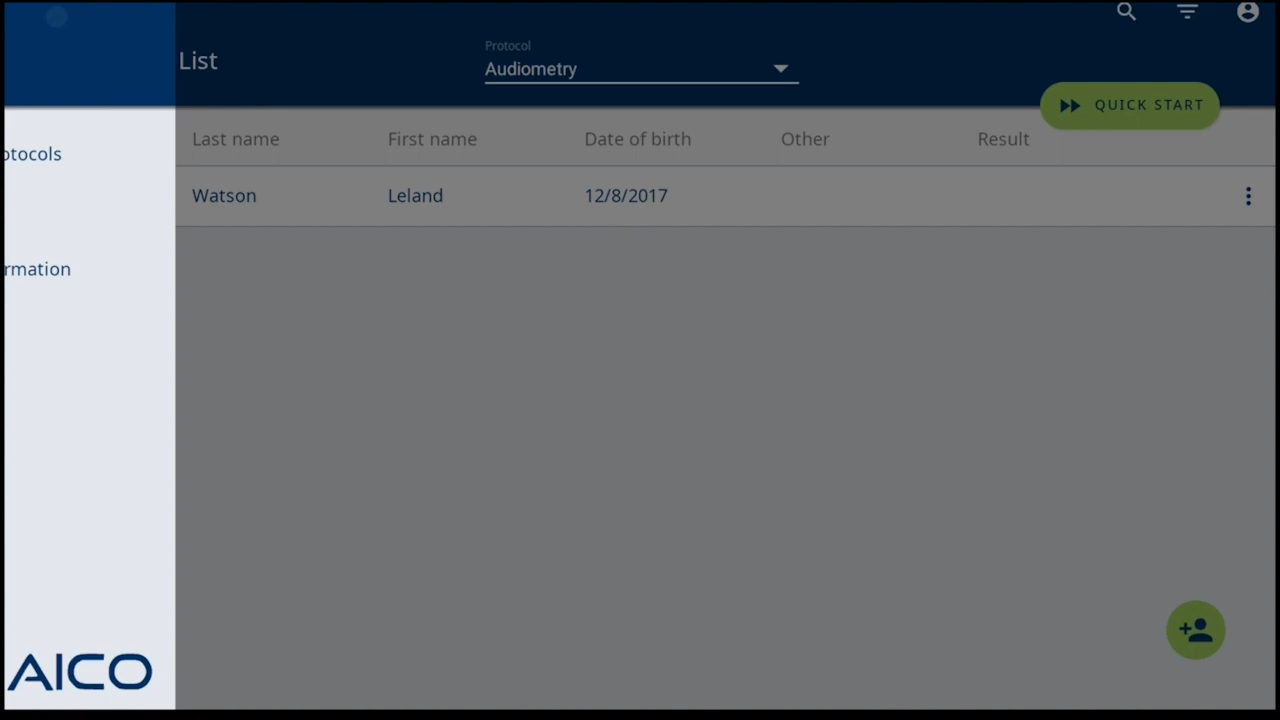 List
Protocol
Audiometry
QUICK START
Last name First name Date of birth Other Result
Watson Leland 12/8/2017
otocols
rmation
AICO